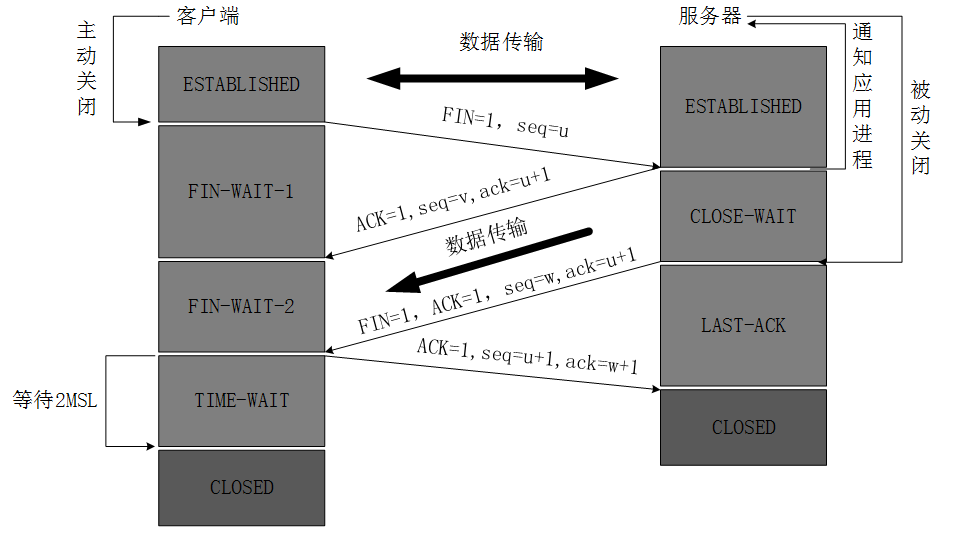 客户端
服务器
主动关闭
数据传输
通知应用进程
被动关闭
ESTABLISHED
ESTABLISHED
FIN=1, seq=u
FIN-WAIT-1
ACK=1,seq=v,ack=u+1
CLOSE-WAIT
数据传输
FIN-WAIT-2
FIN=1, ACK=1, seq=w,ack=u+1
LAST-ACK
ACK=1,seq=u+1,ack=w+1
等待2MSL
TIME-WAIT
CLOSED
CLOSED